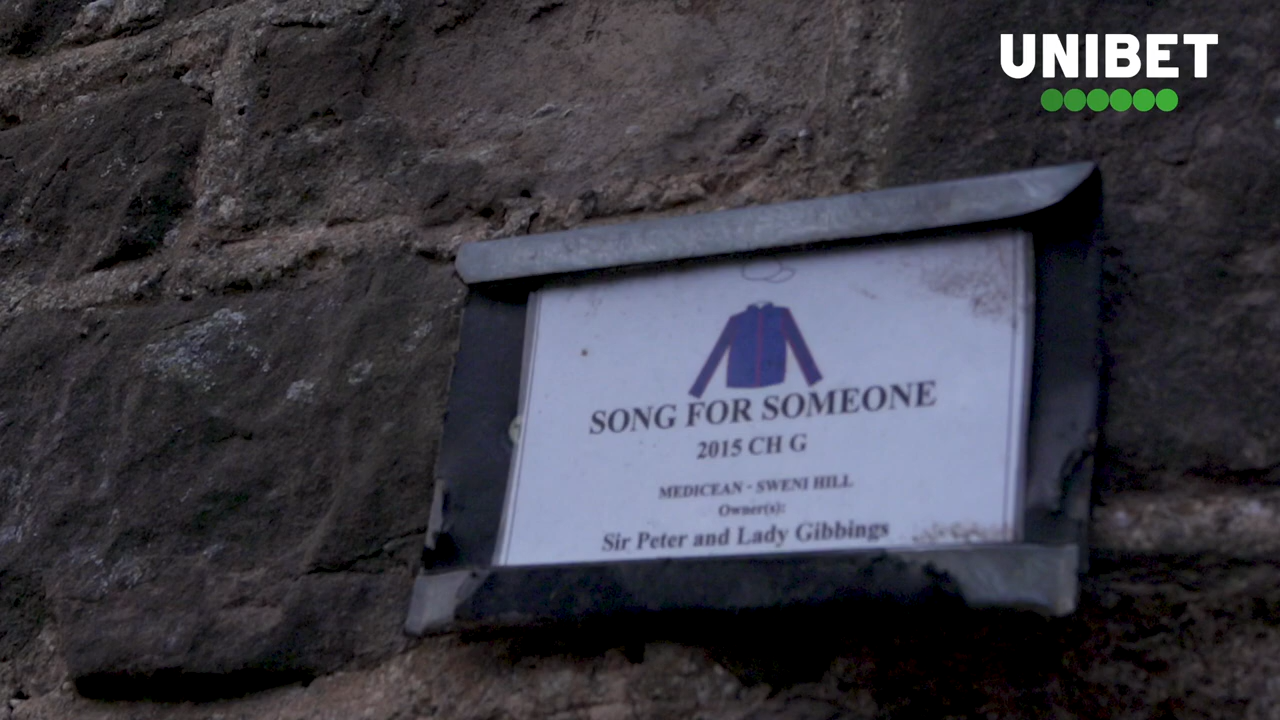 UNIBET
SONG FOR SOMEONE
2015 CH G
MEDICEAN - SWENI HILL
Owner(s):
Sir Peter and Lady Gibbings